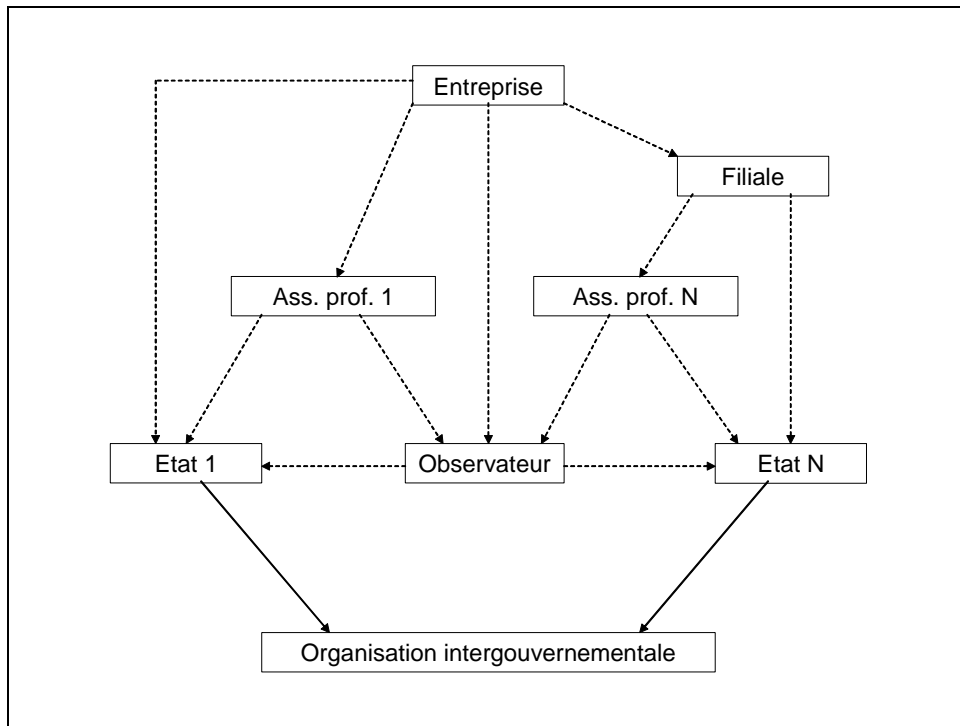 Entreprise
Filiale
Ass. prof. 1
Ass. prof. N
Etat 1
Observateur
Etat N
Organisation intergouvernementale